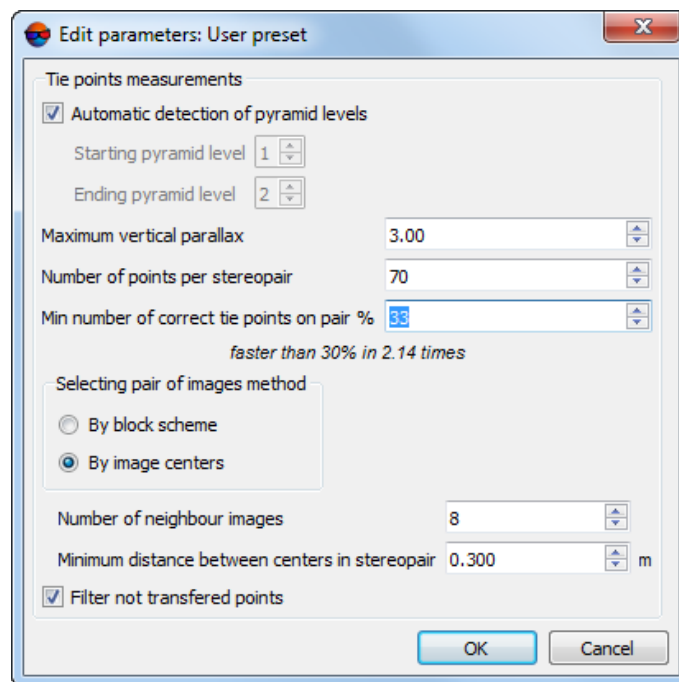 Edit parameters: User preset
Tie points measurements
Automatic detection of pyramid levels
Starting pyramid level 1
Ending pyramid level 2
Maximum vertical parallax 3.00
Number of points per stereopair 70
Min number of correct tie points on pair % 33
faster than 30% in 2.14 times
Selecting pair of images method
By block scheme
By image centers
Number of neighbour images 8
Minimum distance between centers in stereopair 0.300 m
Filter not transfered points
OK Cancel